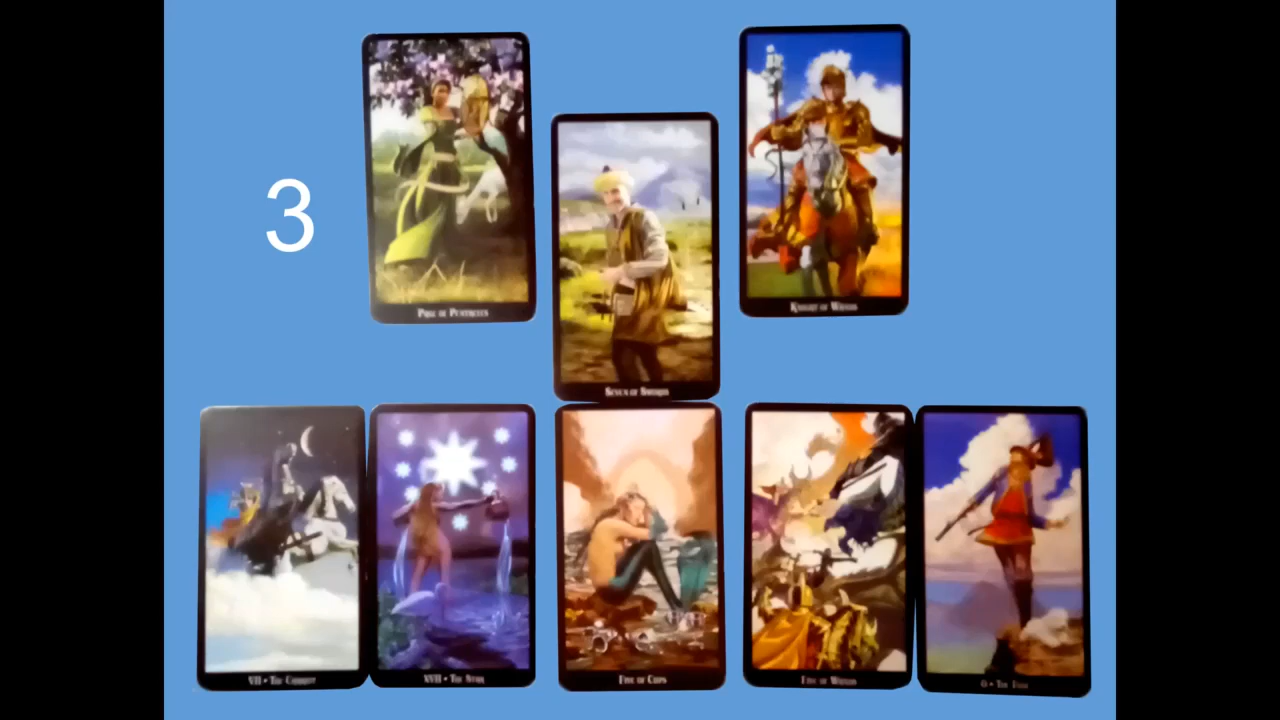 3
Page of Pentacles
Knight of Wands
Seven of Swords
VII • The Chariot
XVII • The Star
Five of Cups
Five of Wands
0 • The Fool